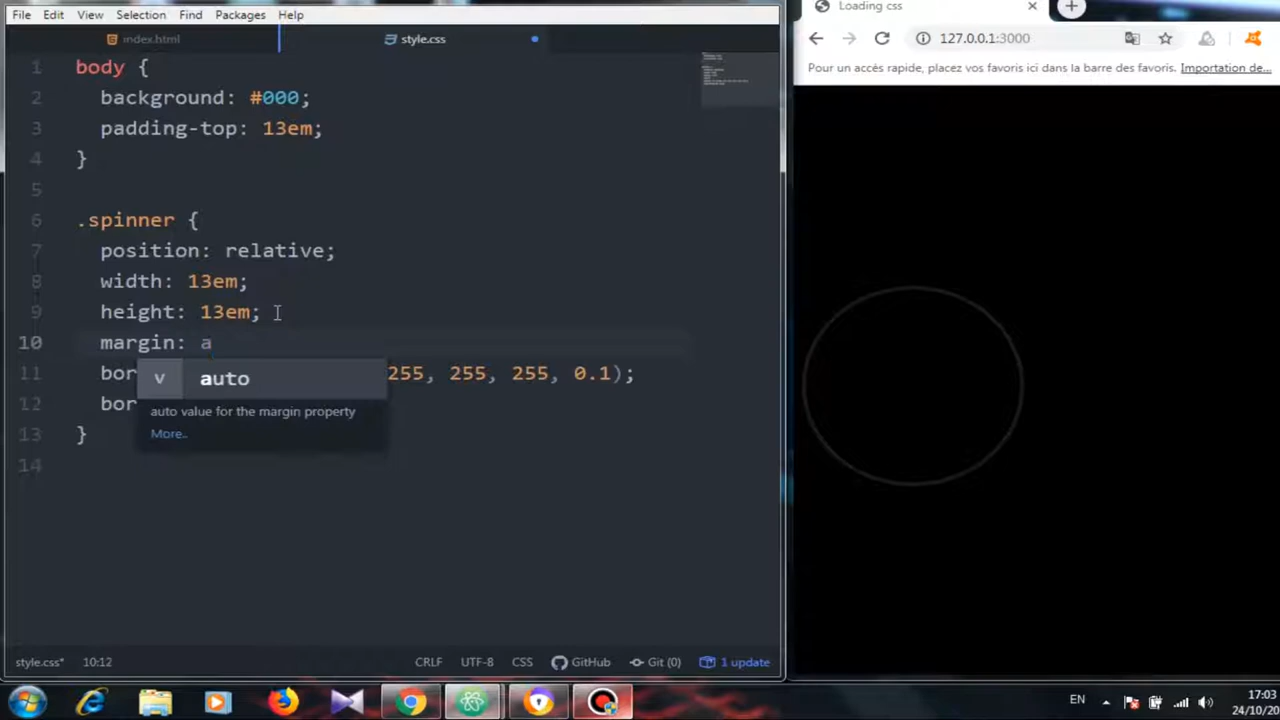 File Edit View Selection Find Packages Help
index.html
style.css
1 body {
2 background: #000;
3 padding-top: 13em;
4 }
5
6 .spinner {
7 position: relative;
8 width: 13em;
9 height: 13em;
10 margin: a
11 bor 255, 255, 255, 0.1);
12 bor
13 }
14
v auto
auto value for the margin property
More..
style.css* 10:12 CRLF UTF-8 CSS GitHub Git (0) 1 update
Loading css
127.0.0.1:3000
Pour un accès rapide, placez vos favoris ici dans la barre des favoris. Importation de...
EN
17:03
24/10/20